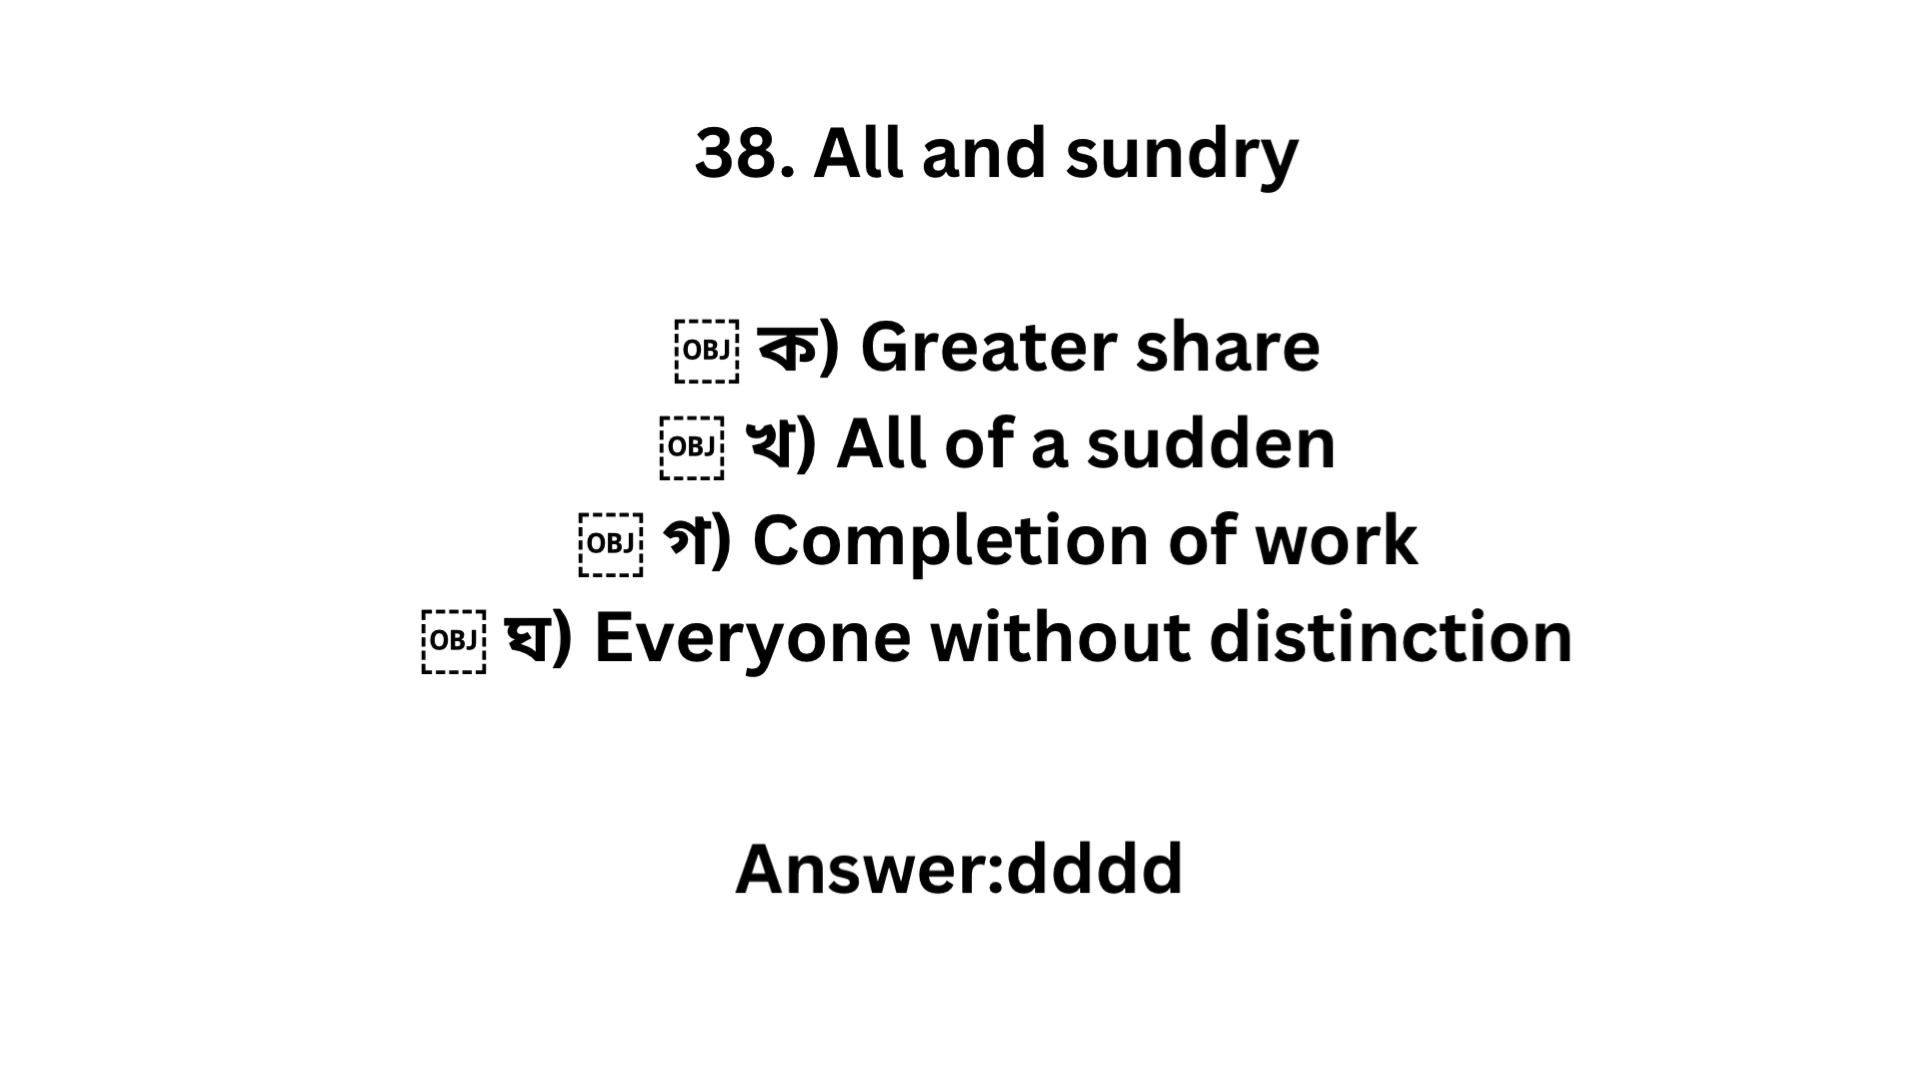 38. All and sundry
￼ ক) Greater share
￼ খ) All of a sudden
￼ গ) Completion of work
￼ ঘ) Everyone without distinction
Answer:dddd